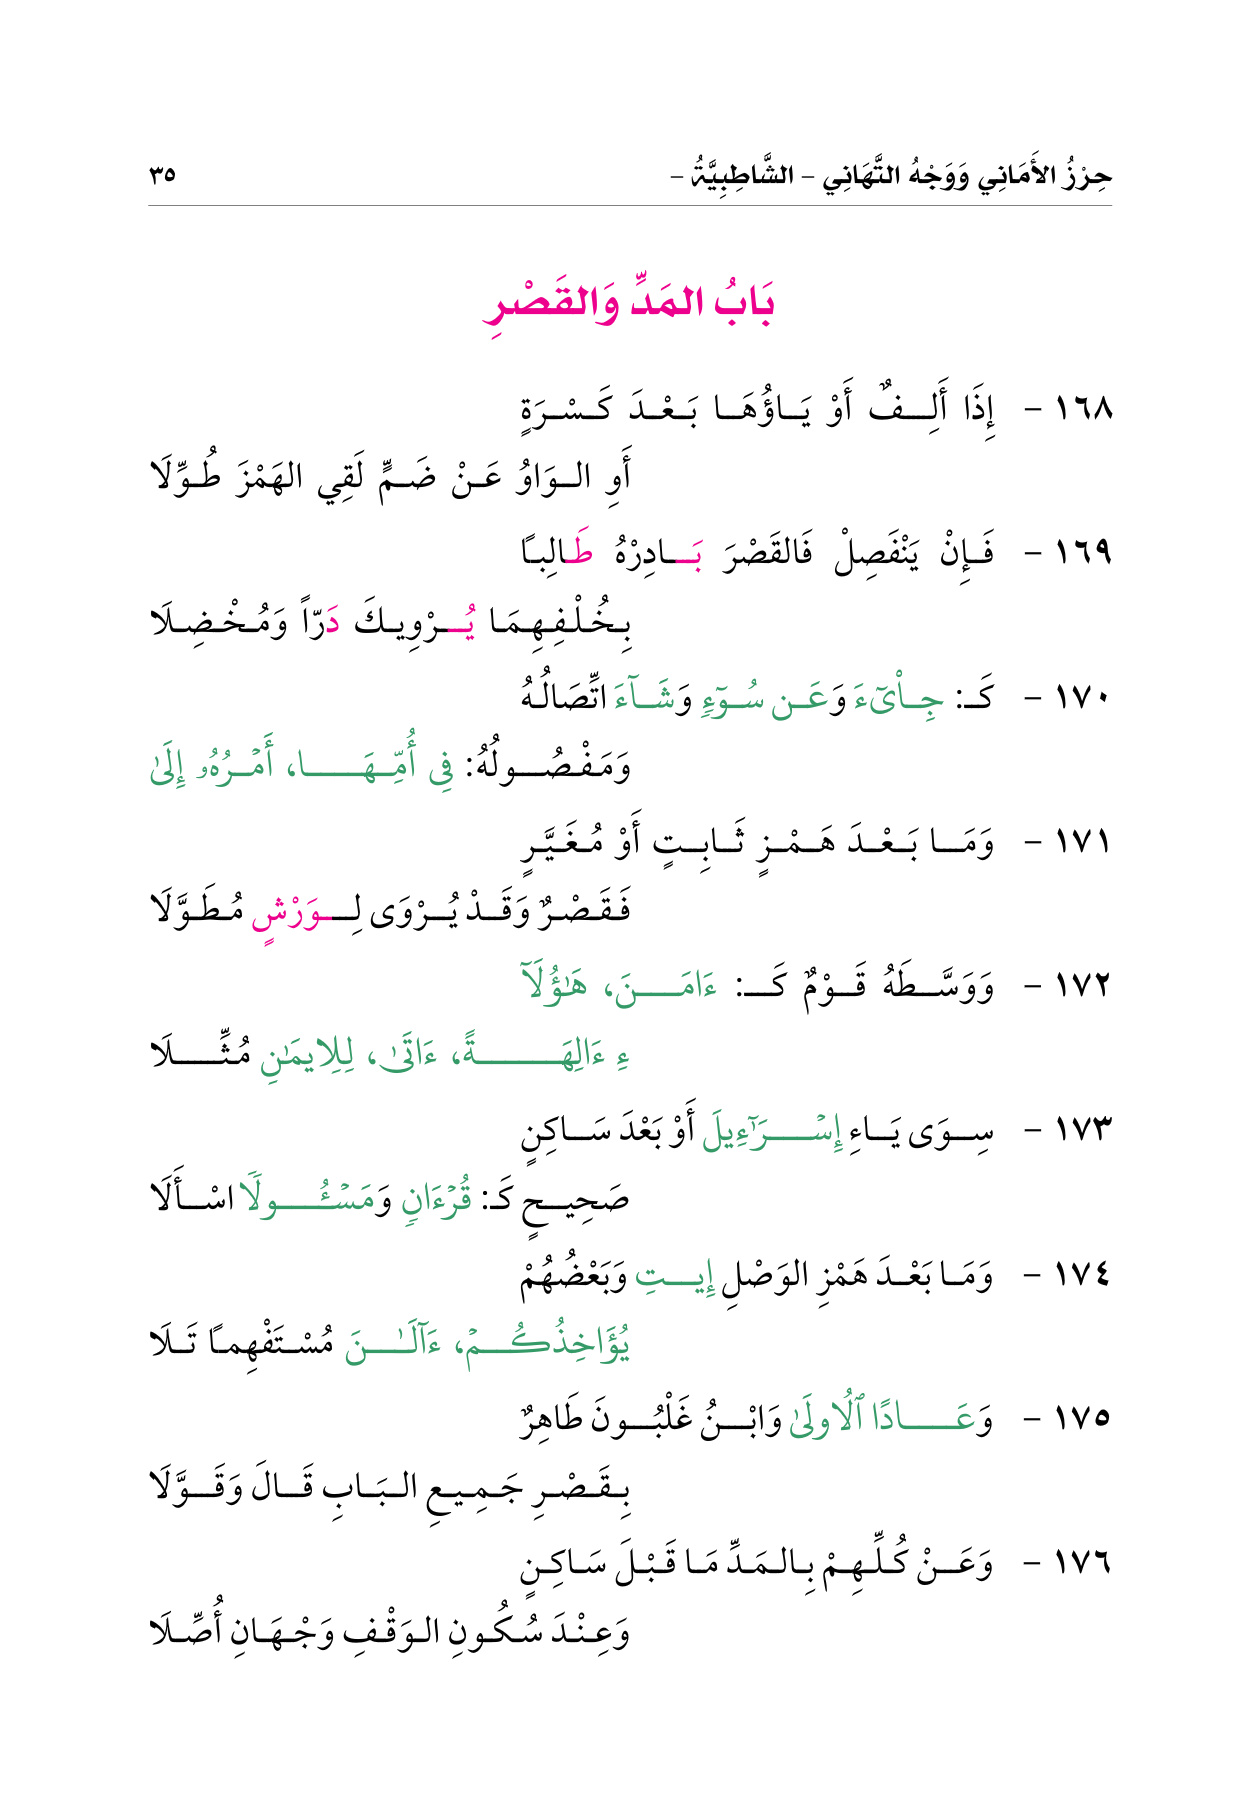 حِرْزُ الأَمَانِي وَوَجْهُ التَّهَانِي – الشَّاطِبِيَّةُ – ٣٥
بَابُ المَدِّ وَالقَصْرِ
١٦٨ – إِذَا أَلِفٌ أَوْ يَاؤُهَا بَعْدَ كَسْرَةٍ
أَوِ الوَاوُ عَنْ ضَمٍّ لَقِي الهَمْزَ طُوِّلَا
١٦٩ – فَإِنْ يَنْفَصِلْ فَالقَصْرَ بَادِرْهُ طَالِبًا
بِخُلْفِهِمَا يُرْوِيكَ دَرّاً وَمُخْضِلَا
١٧٠ – كَـ: جِاْىٓءَ وَعَن سُوٓءٍ وَشَآءَ اتِّصَالُهُ
وَمَفْصُولُهُ: فِى أُمِّهَا، أَمْرُهُۥ إِلَىٰ
١٧١ – وَمَا بَعْدَ هَمْزٍ ثَابِتٍ أَوْ مُغَيَّرٍ
فَقَصْرٌ وَقَدْ يُرْوَى لِوَرْشٍ مُطَوَّلَا
١٧٢ – وَوَسَّطَهُ قَوْمٌ كَـ: ءَامَنَ، هَٰؤُلَآ
ءِ ءَالِهَةً، ءَاتَىٰ، لِلِايمَٰنِ مُثِّلَا
١٧٣ – سِوَى يَاءِ إِسْرَٰٓءِيلَ أَوْ بَعْدَ سَاكِنٍ
صَحِيحٍ كَـ: قُرْءَانٍ وَمَسْـُٔولًا اسْأَلَا
١٧٤ – وَمَا بَعْدَ هَمْزِ الوَصْلِ إِيتِ وَبَعْضُهُمْ
يُؤَاخِذُكُمْ، ءَآلَٰنَ مُسْتَفْهِمًا تَلَا
١٧٥ – وَعَادًا ٱلُاولَىٰ وَابْنُ غَلْبُونَ طَاهِرٌ
بِقَصْرِ جَمِيعِ البَابِ قَالَ وَقَوَّلَا
١٧٦ – وَعَنْ كُلِّهِمْ بِالمَدِّ مَا قَبْلَ سَاكِنٍ
وَعِنْدَ سُكُونِ الوَقْفِ وَجْهَانِ أُصِّلَا